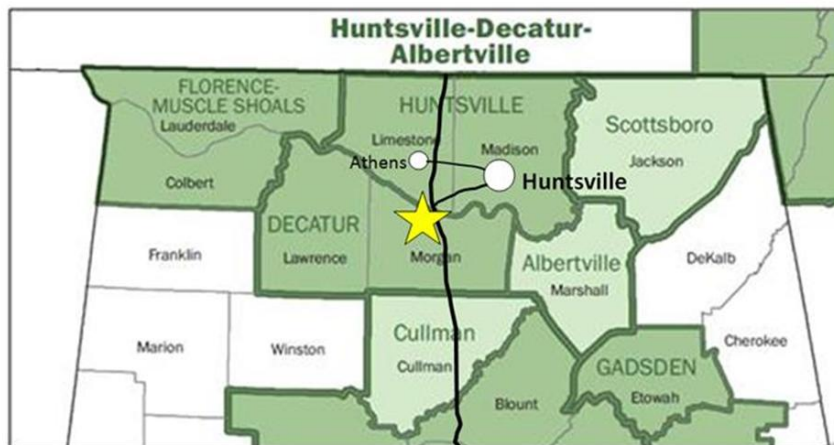 Huntsville-Decatur-
Albertville
FLORENCE-
MUSCLE SHOALS
Lauderdale
Colbert
HUNTSVILLE
Limestone
Madison
Athens
Huntsville
Scottsboro
Jackson
DECATUR
Lawrence
Morgan
Albertville
Marshall
Franklin
DeKalb
Marion
Winston
Cullman
Cullman
Cherokee
GADSDEN
Etowah
Blount